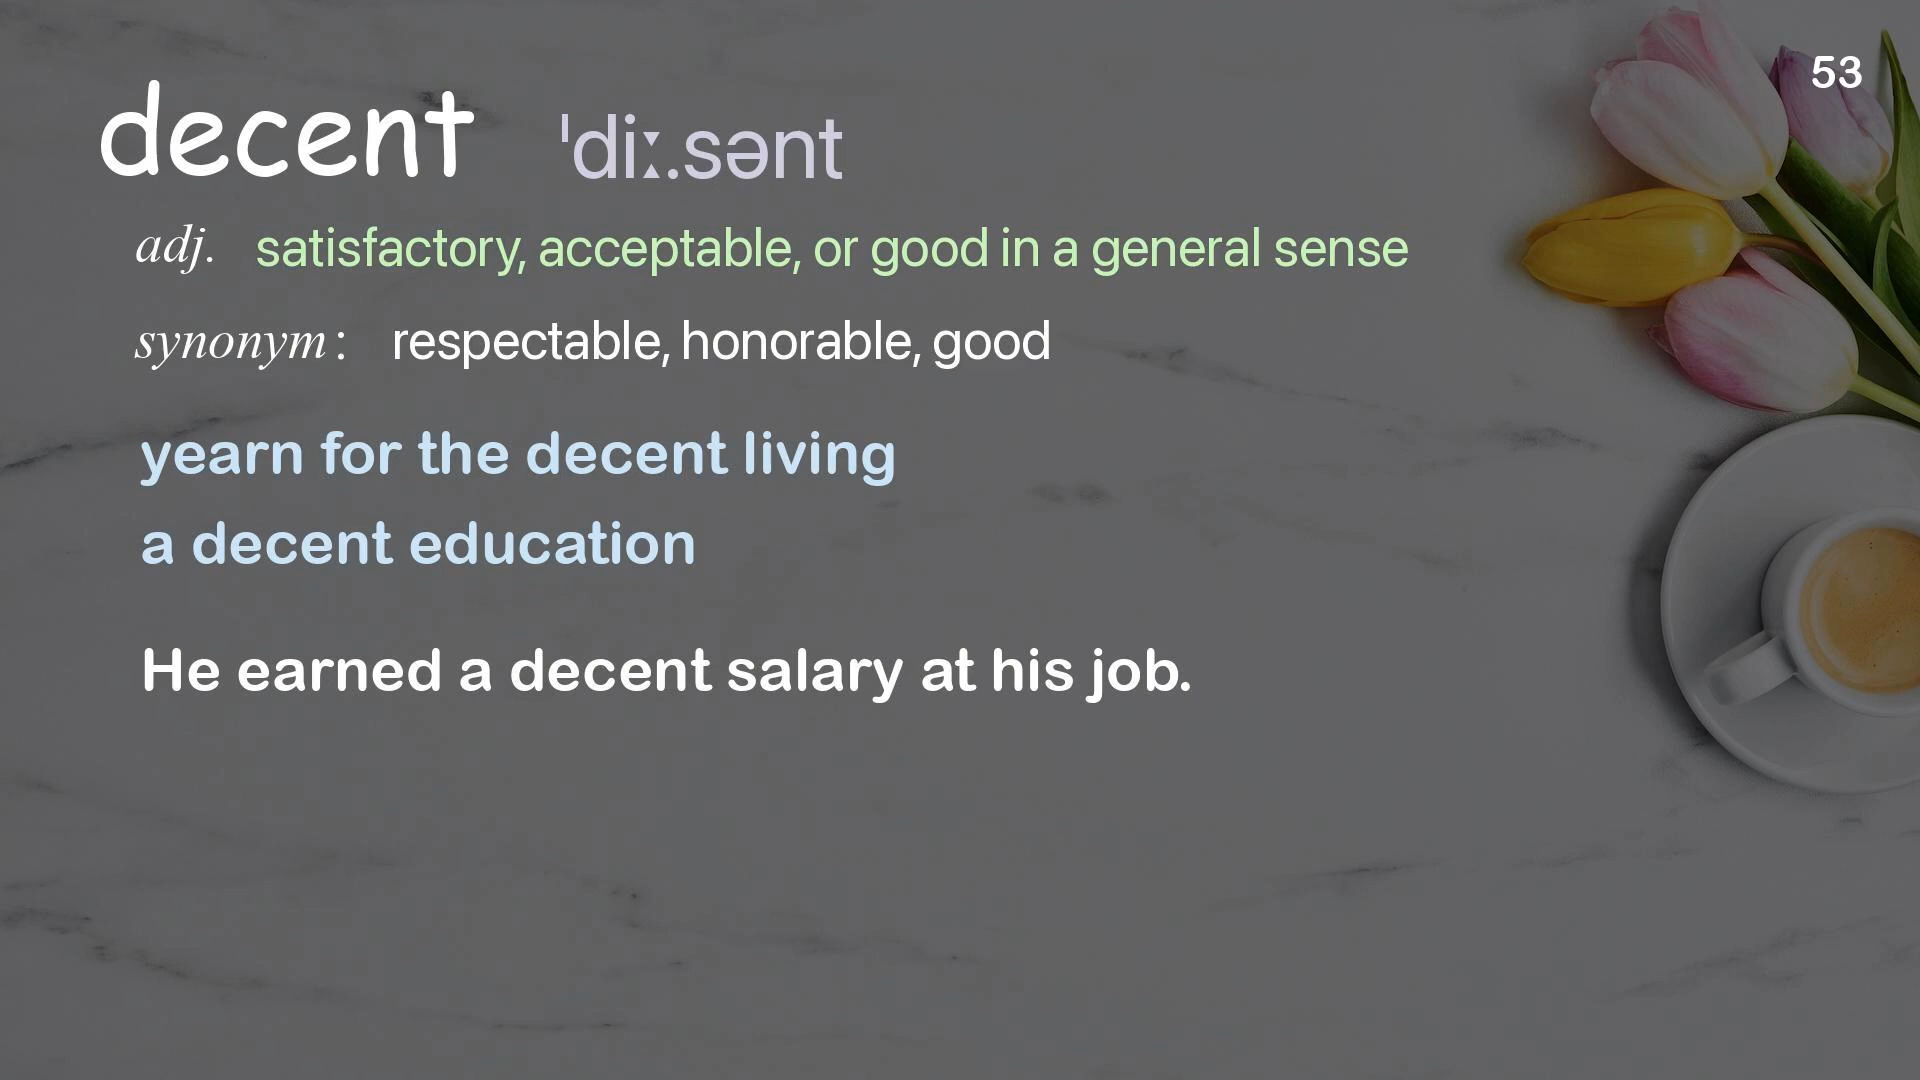 53
decent ˈdiː.sənt
adj. satisfactory, acceptable, or good in a general sense
synonym : respectable, honorable, good
yearn for the decent living
a decent education
He earned a decent salary at his job.